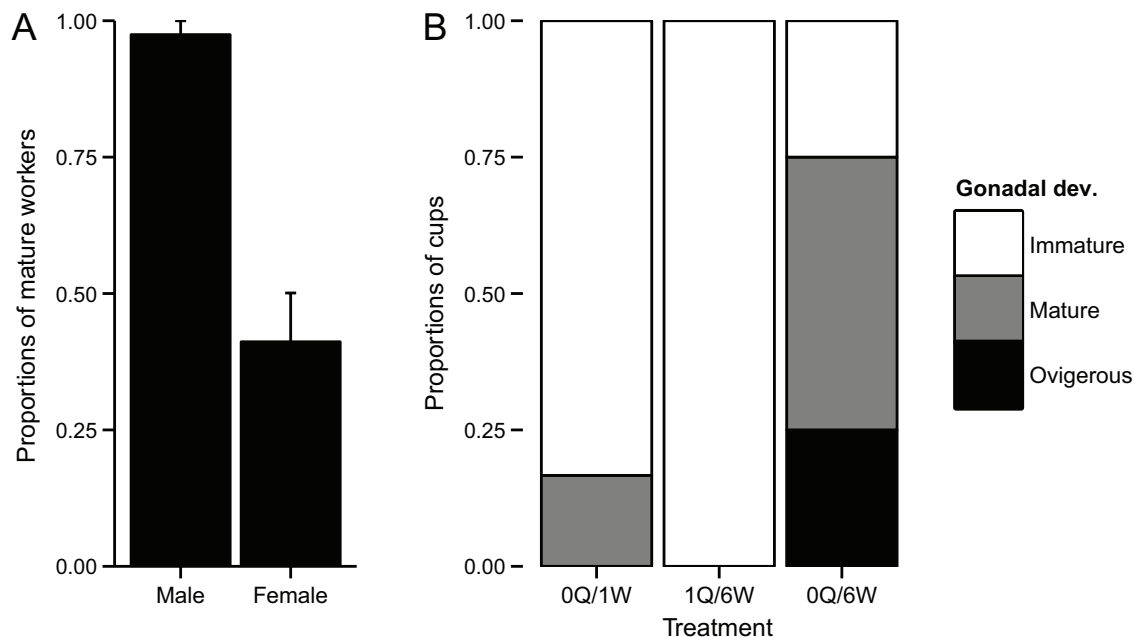 A
Proportions of mature workers
1.00
0.75
0.50
0.25
0.00
Male Female
B
Proportions of cups
1.00
0.75
0.50
0.25
0.00
0Q/1W 1Q/6W 0Q/6W
Treatment
Gonadal dev.
Immature
Mature
Ovigerous